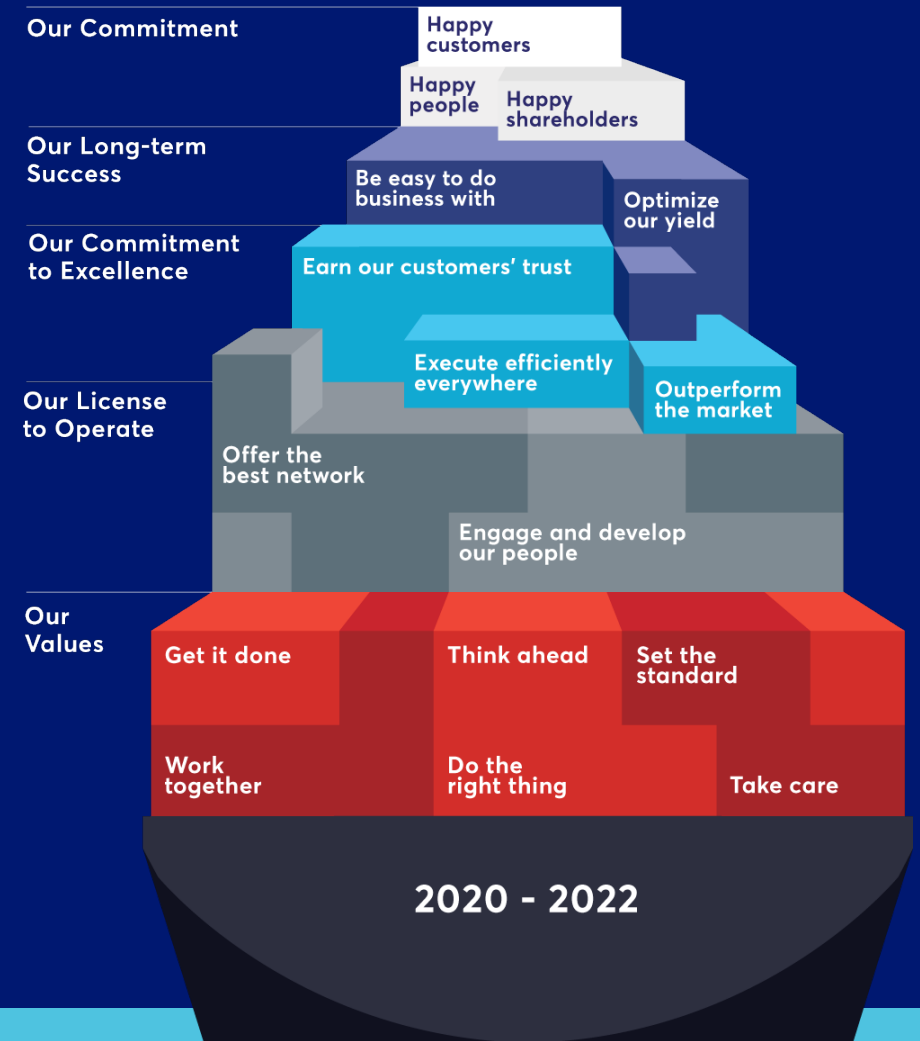 Our Commitment
Happy
customers
Happy
people
Happy
shareholders
Our Long-term
Success
Be easy to do
business with
Optimize
our yield
Our Commitment
to Excellence
Earn our customers’ trust
Execute efficiently
everywhere
Outperform
the market
Our License
to Operate
Offer the
best network
Engage and develop
our people
Our
Values
Get it done
Think ahead
Set the
standard
Work
together
Do the
right thing
Take care
2020 - 2022